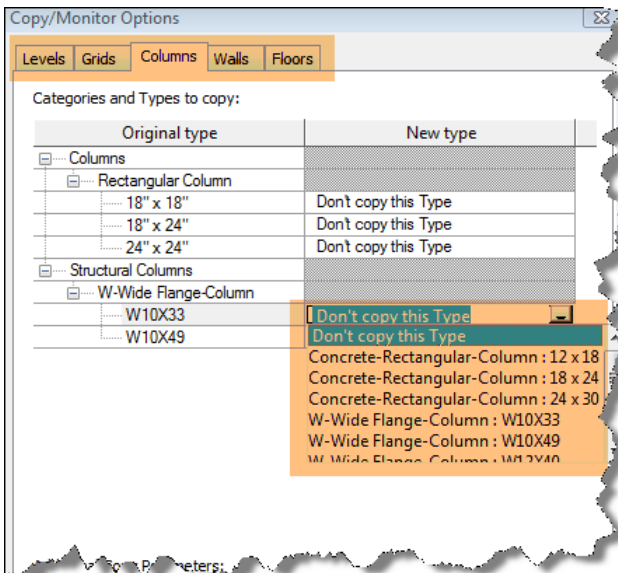 Copy/Monitor Options
Levels Grids Columns Walls Floors
Categories and Types to copy:
Original type New type
Columns
Rectangular Column
18" x 18" Don't copy this Type
18" x 24" Don't copy this Type
24" x 24" Don't copy this Type
Structural Columns
W-Wide Flange-Column
W10X33 Don't copy this Type
W10X49 Don't copy this Type
Concrete-Rectangular-Column : 12 x 18
Concrete-Rectangular-Column : 18 x 24
Concrete-Rectangular-Column : 24 x 30
W-Wide Flange-Column : W10X33
W-Wide Flange-Column : W10X49